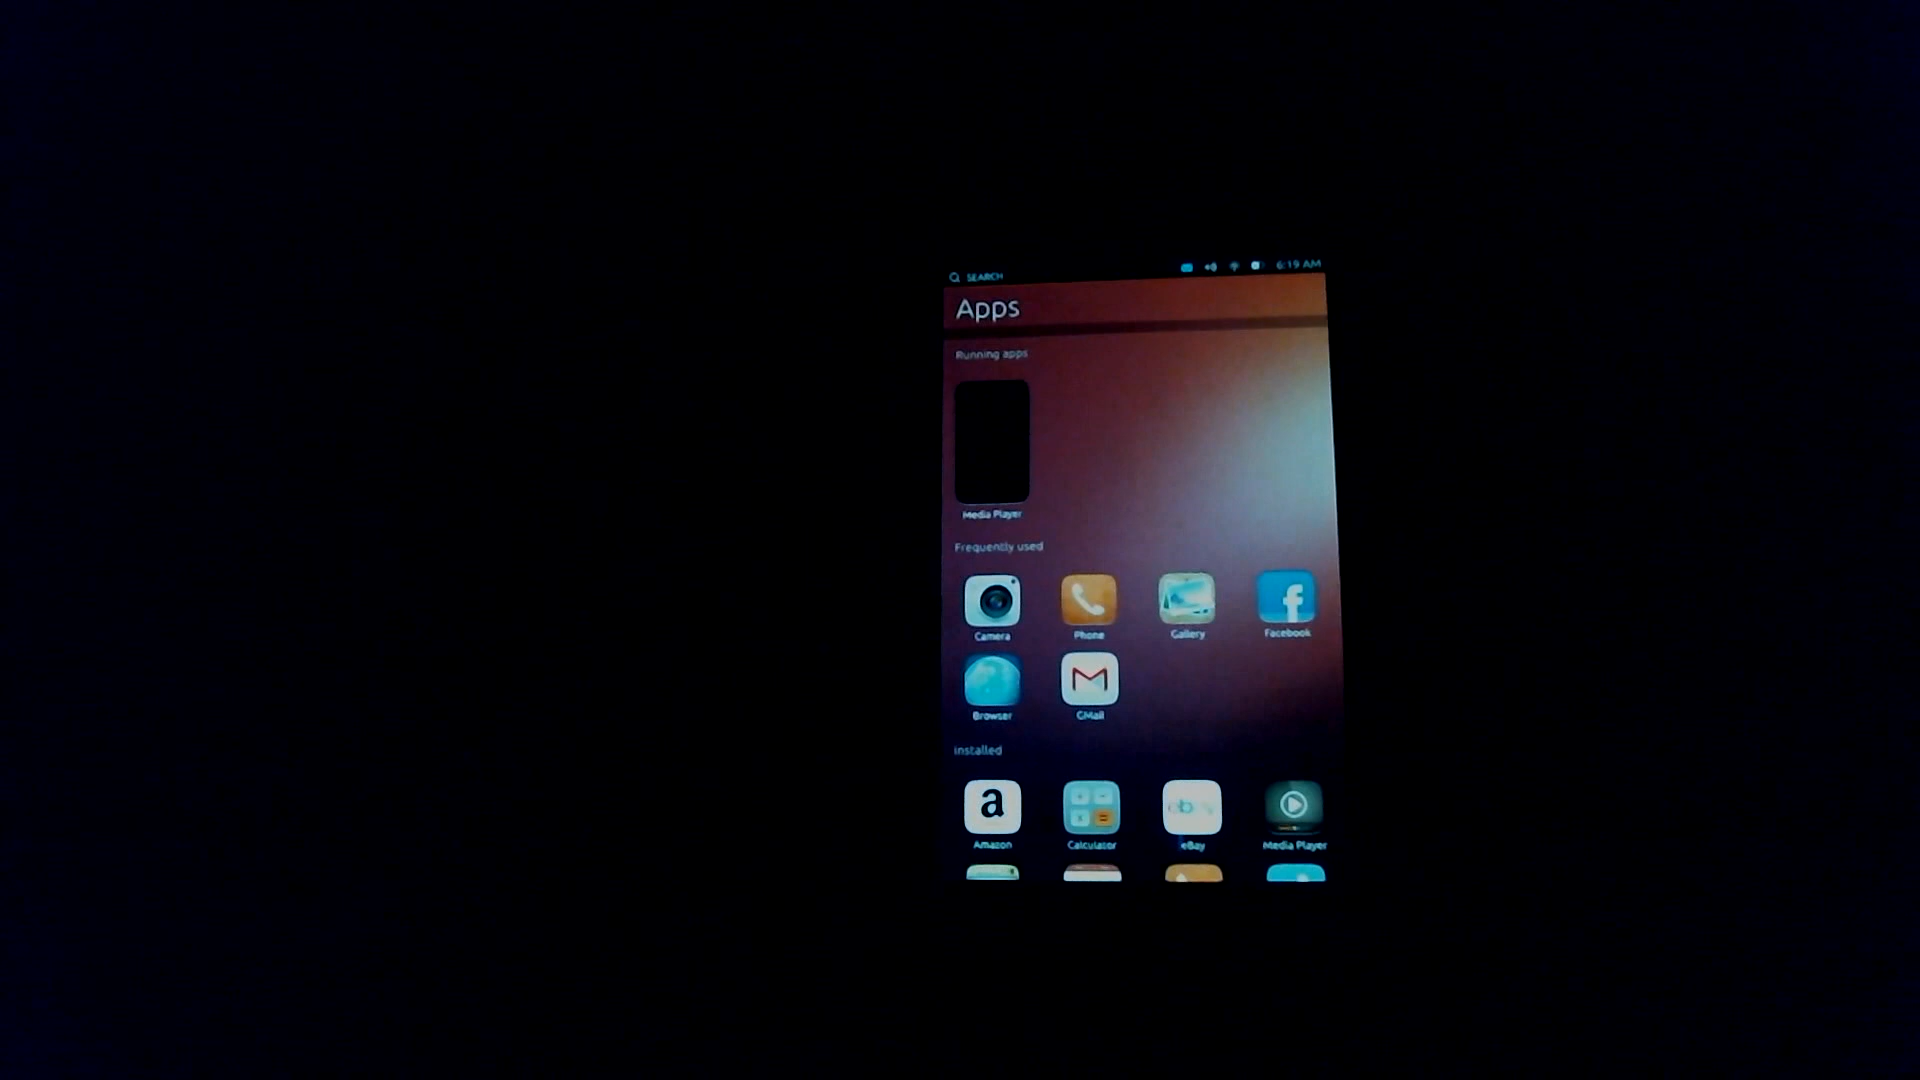 SEARCH 6:19 AM
Apps
Running apps
Media Player
Frequently used
Camera Phone Gallery Facebook
Browser GMail
Installed
a ebay
Amazon Calculator eBay Media Player